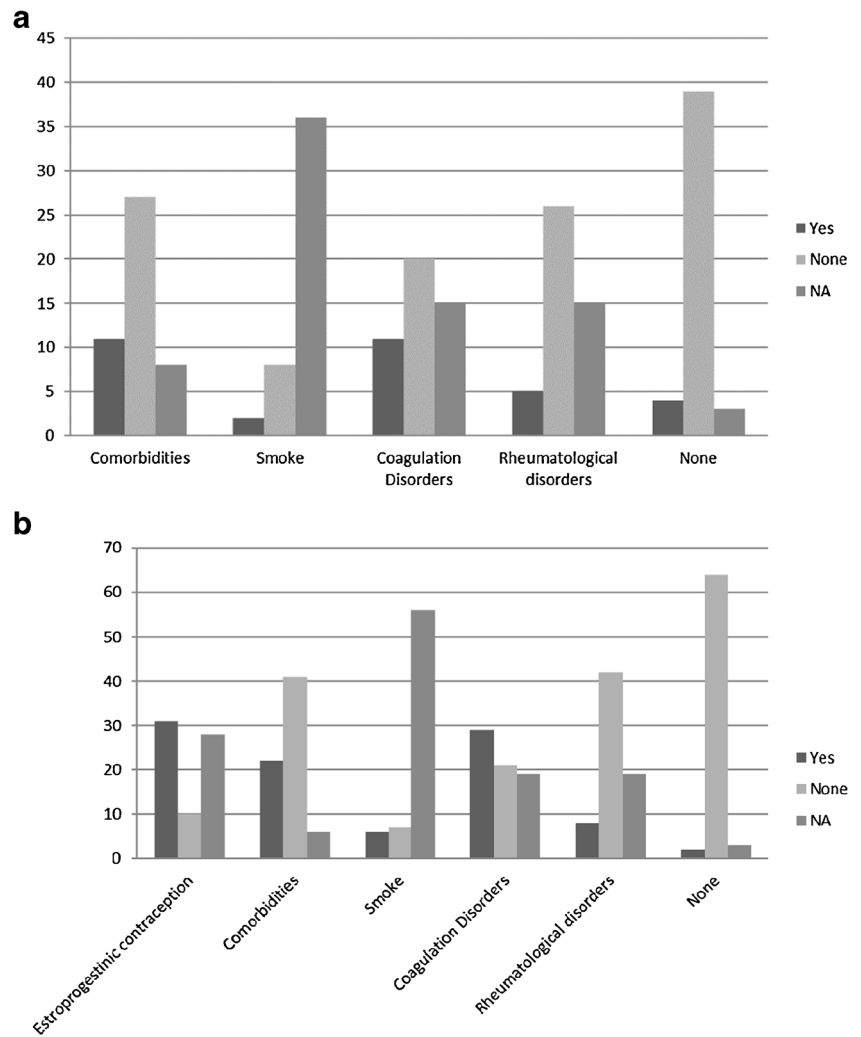 a
45
40
35
30
25
20
15
10
5
0
Yes
None
NA
Comorbidities
Smoke
Coagulation
Disorders
Rheumatological
disorders
None
b
70
60
50
40
30
20
10
0
Yes
None
NA
Estroprogestinic contraception
Comorbidities
Smoke
Coagulation Disorders
Rheumatological disorders
None